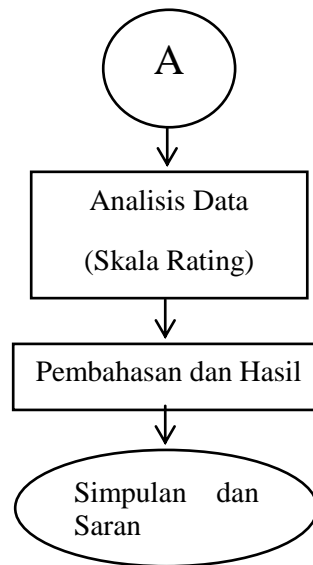 A
Analisis Data
(Skala Rating)
Pembahasan dan Hasil
Simpulan dan
Saran